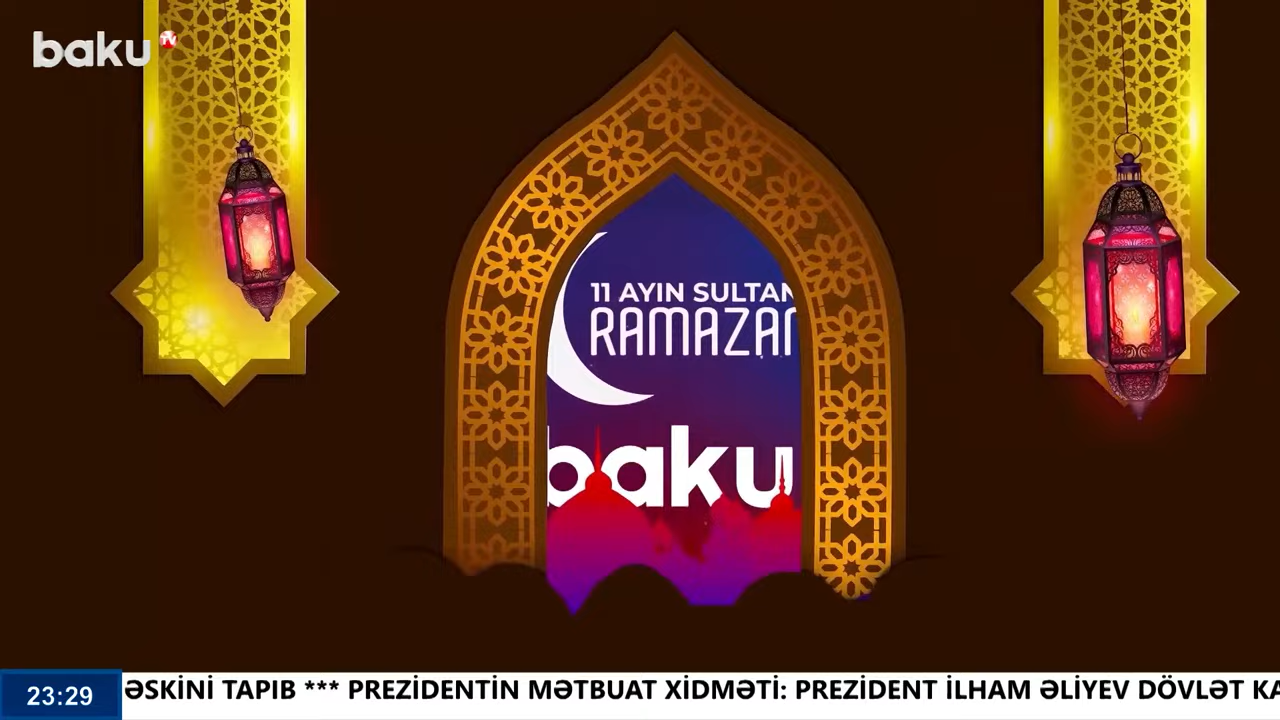 baku TV
11 AYIN SULTAN
RAMAZAN
baku
23:29
ƏSKİNİ TAPIB *** PREZİDENTİN MƏTBUAT XİDMƏTİ: PREZİDENT İLHAM ƏLİYEV DÖVLƏT KA